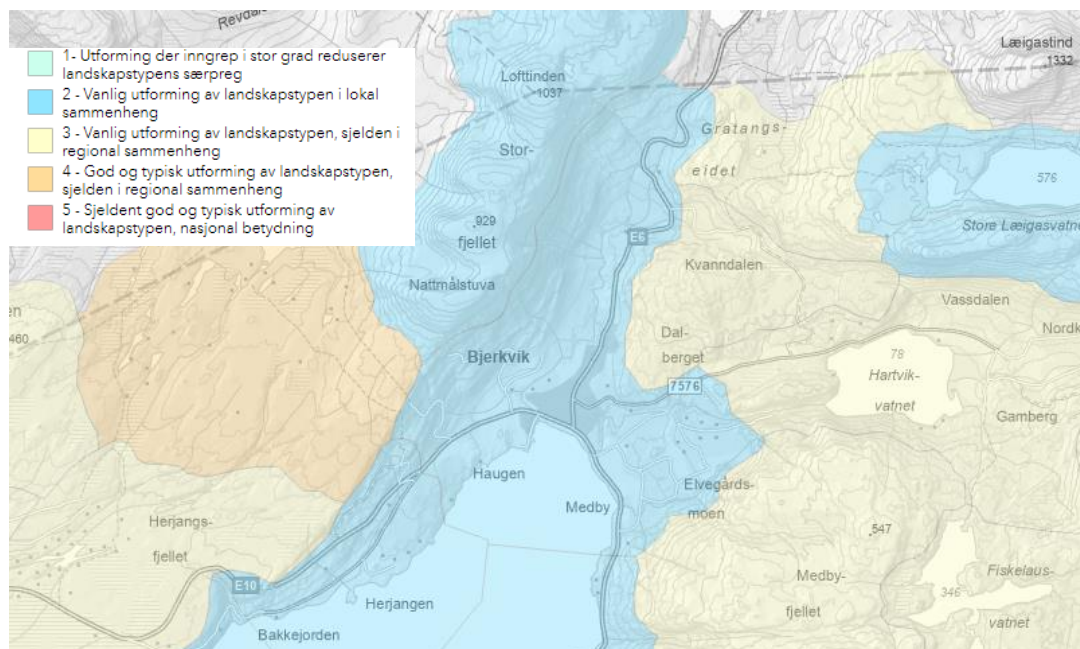 Læigastind
1332
1- Utforming der inngrep i stor grad reduserer
landskapstypens særpreg
2 - Vanlig utforming av landskapstypen i lokal
sammenheng
3 - Vanlig utforming av landskapstypen, sjelden i
regional sammenheng
4 - God og typisk utforming av landskapstypen,
sjelden i regional sammenheng
5 - Sjeldent god og typisk utforming av
landskapstypen, nasjonal betydning
Lofttinden
1037
Gratangs-
eidet
Stor-
576
929
fjellet
Store Læigasvatne
E6
Kvanndalen
Nattmålstuva
Vassdalen
460
Dal-
berget
Nordk
Bjerkvik
78
Hartvik-
vatnet
7576
Gamberg
Haugen
Elvegårds-
moen
Medby
Herjangs-
fjellet
547
E10
Medby-
fjellet
Fiskelaus-
vatnet
346
Herjangen
Bakkejorden